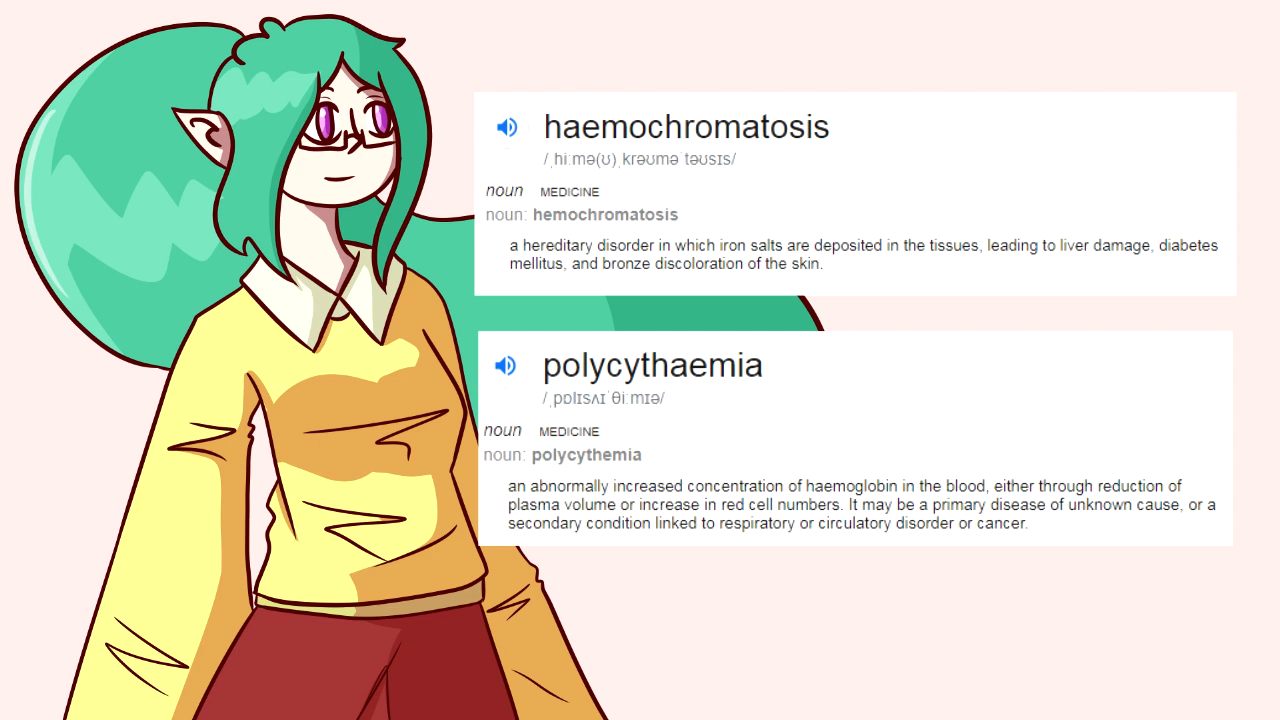 haemochromatosis
/ˌhiːmə(ʊ)ˌkrəʊməˈtəʊsɪs/
noun MEDICINE
noun: hemochromatosis
a hereditary disorder in which iron salts are deposited in the tissues, leading to liver damage, diabetes
mellitus, and bronze discoloration of the skin.
polycythaemia
/ˌpɒlɪsʌɪˈθiːmɪə/
noun MEDICINE
noun: polycythemia
an abnormally increased concentration of haemoglobin in the blood, either through reduction of
plasma volume or increase in red cell numbers. It may be a primary disease of unknown cause, or a
secondary condition linked to respiratory or circulatory disorder or cancer.